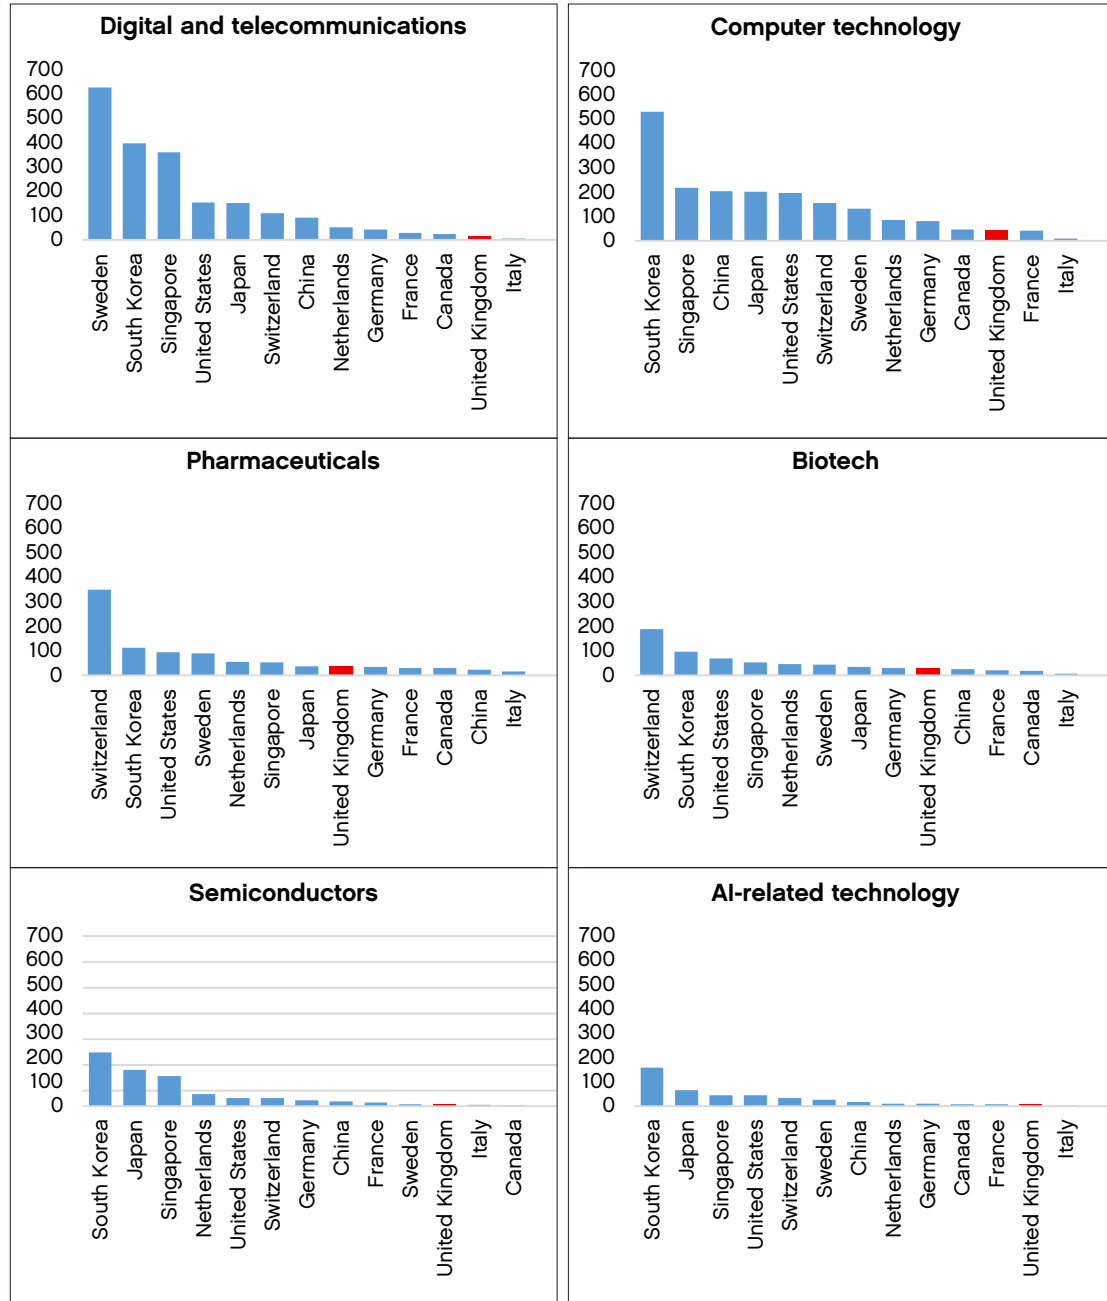 Digital and telecommunications
700
600
500
400
300
200
100
0
Sweden
South Korea
Singapore
United States
Japan
Switzerland
China
Netherlands
Germany
France
Canada
United Kingdom
Italy
Computer technology
700
600
500
400
300
200
100
0
South Korea
Singapore
China
Japan
United States
Switzerland
Sweden
Netherlands
Germany
Canada
United Kingdom
France
Italy
Pharmaceuticals
700
600
500
400
300
200
100
0
Switzerland
South Korea
United States
Sweden
Netherlands
Singapore
Japan
United Kingdom
Germany
France
Canada
China
Italy
Biotech
700
600
500
400
300
200
100
0
Switzerland
South Korea
United States
Singapore
Netherlands
Sweden
Japan
Germany
United Kingdom
China
France
Canada
Italy
Semiconductors
700
600
500
400
300
200
100
0
South Korea
Japan
Singapore
Netherlands
United States
Switzerland
Germany
China
France
Sweden
United Kingdom
Italy
Canada
AI-related technology
700
600
500
400
300
200
100
0
South Korea
Japan
Singapore
United States
Switzerland
Sweden
China
Netherlands
Germany
Canada
France
United Kingdom
Italy